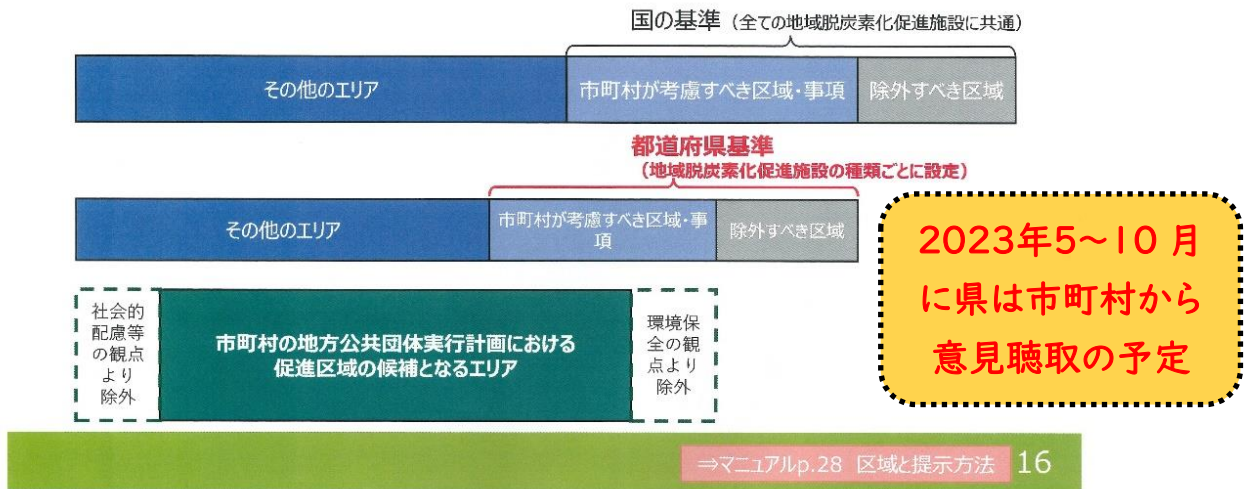 国の基準（全ての地域脱炭素化促進施設に共通）
その他のエリア
市町村が考慮すべき区域・事項
除外すべき区域
都道府県基準
（地域脱炭素化促進施設の種類ごとに設定）
その他のエリア
市町村が考慮すべき区域・事
項
除外すべき区域
社会的
配慮等
の観点
より
除外
市町村の地方公共団体実行計画における
促進区域の候補となるエリア
環境保
全の観
点より
除外
2023年5～10月
に県は市町村から
意見聴取の予定
⇒マニュアルp.28 区域と提示方法
16